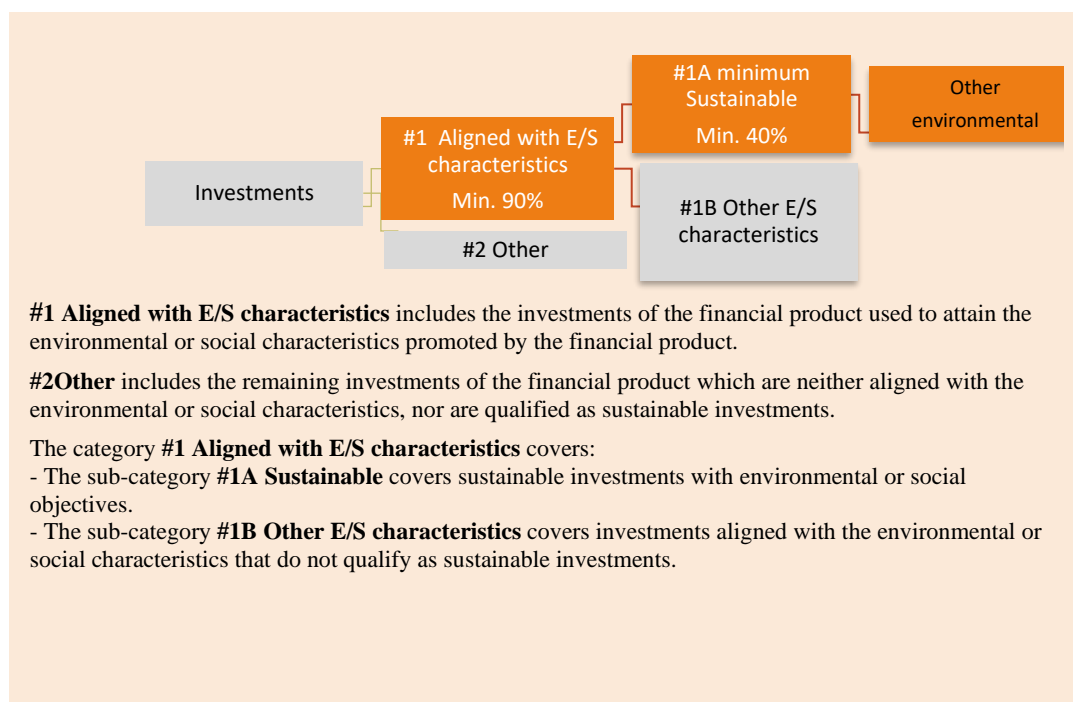 #1A minimum
Sustainable
Min. 40%
Other
environmental
#1 Aligned with E/S
characteristics
Min. 90%
Investments
#1B Other E/S
characteristics
#2 Other
#1 Aligned with E/S characteristics includes the investments of the financial product used to attain the
environmental or social characteristics promoted by the financial product.
#2Other includes the remaining investments of the financial product which are neither aligned with the
environmental or social characteristics, nor are qualified as sustainable investments.
The category #1 Aligned with E/S characteristics covers:
- The sub-category #1A Sustainable covers sustainable investments with environmental or social
objectives.
- The sub-category #1B Other E/S characteristics covers investments aligned with the environmental or
social characteristics that do not qualify as sustainable investments.